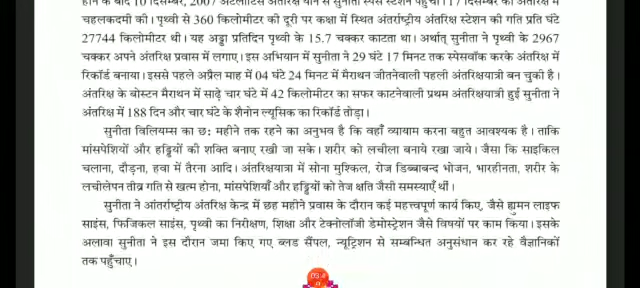 होने के बाद 10 दिसम्बर, 2007 अटलांटिस अंतरिक्ष यान से सुनीता स्पेस स्टेशन पहुँची। 17 दिसम्बर को अंतरिक्ष में
चहलकदमी की। पृथ्वी से 360 किलोमीटर की दूरी पर कक्षा में स्थित अंतर्राष्ट्रीय अंतरिक्ष स्टेशन की गति प्रति घंटे
27744 किलोमीटर थी। यह अड्डा प्रतिदिन पृथ्वी के 15.7 चक्कर काटता था। अर्थात् सुनीता ने पृथ्वी के 2967
चक्कर अपने अंतरिक्ष प्रवास में लगाए। इस अभियान में सुनीता ने 29 घंटे 17 मिनट तक स्पेसवॉक करके अंतरिक्ष में
रिकॉर्ड बनाया। इससे पहले अप्रैल माह में 04 घंटे 24 मिनट में मैराथन जीतनेवाली पहली अंतरिक्षयात्री बन चुकी है।
अंतरिक्ष के बोस्टन मैराथन में साढ़े चार घंटे में 42 किलोमीटर का सफर काटनेवाली प्रथम अंतरिक्षयात्री हुई सुनीता ने
अंतरिक्ष में 188 दिन और चार घंटे के शैनोन ल्यूसिक का रिकॉर्ड तोड़ा।
सुनीता विलियम्स का छः महीने तक रहने का अनुभव है कि वहाँ व्यायाम करना बहुत आवश्यक है। ताकि
मांसपेशियों और हड्डियों की शक्ति बनाए रखी जा सके। शरीर को लचीला बनाये रखा जाये। जैसा कि साइकिल
चलाना, दौड़ना, हवा में तैरना आदि। अंतरिक्षयात्रा में सोना मुश्किल, रोज डिब्बाबन्द भोजन, भारहीनता, शरीर के
लचीलेपन तीव्र गति से खत्म होना, मांसपेशियाँ और हड्डियों को तेज क्षति जैसी समस्याएँ थीं।
सुनीता ने आंतर्राष्ट्रीय अंतरिक्ष केन्द्र में छह महीने प्रवास के दौरान कई महत्त्वपूर्ण कार्य किए, जैसे ह्युमन लाइफ
साइंस, फिजिकल साइंस, पृथ्वी का निरीक्षण, शिक्षा और टेक्नोलॉजी डेमोस्ट्रेशन जैसे विषयों पर काम किया। इसके
अलावा सुनीता ने इस दौरान जमा किए गए ब्लड सैंपल, न्यूट्रिशन से सम्बन्धित अनुसंधान कर रहे वैज्ञानिकों
तक पहुँचाए।